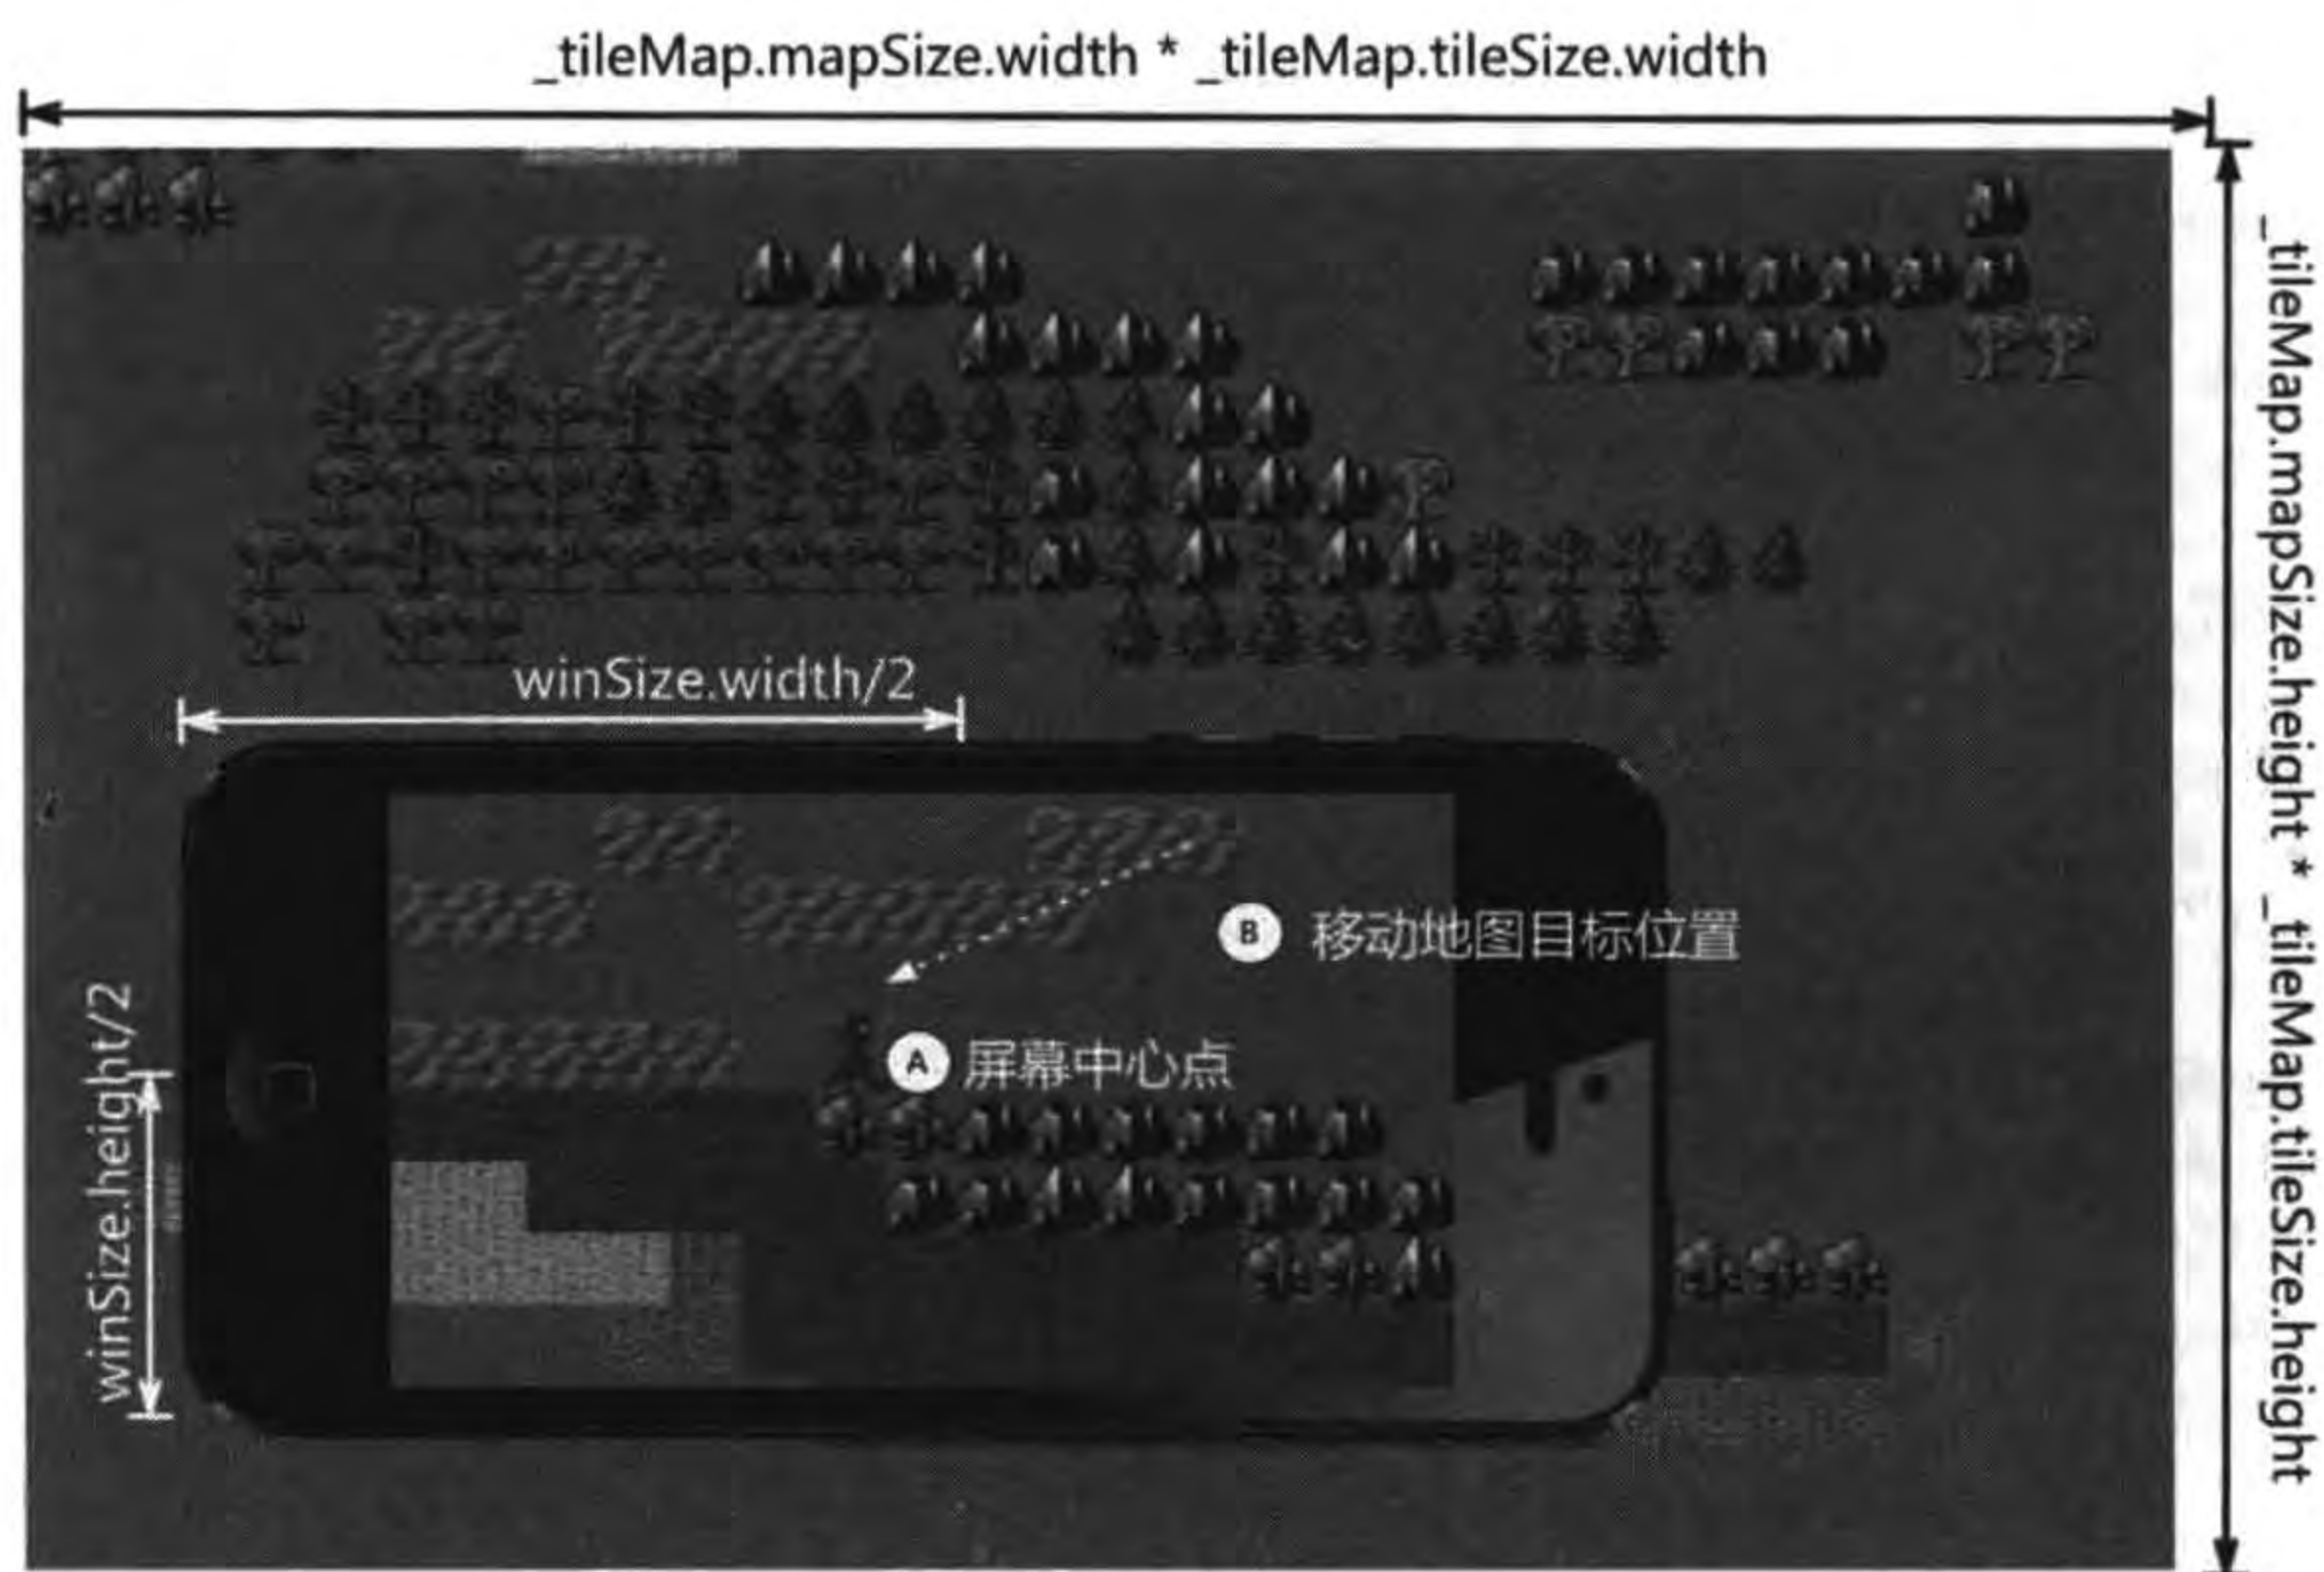 _tileMap.mapSize.width * _tileMap.tileSize.width
_tileMap.mapSize.height * _tileMap.tileSize.height
winSize.width/2
winSize.height/2
B 移动地图目标位置
A 屏幕中心点